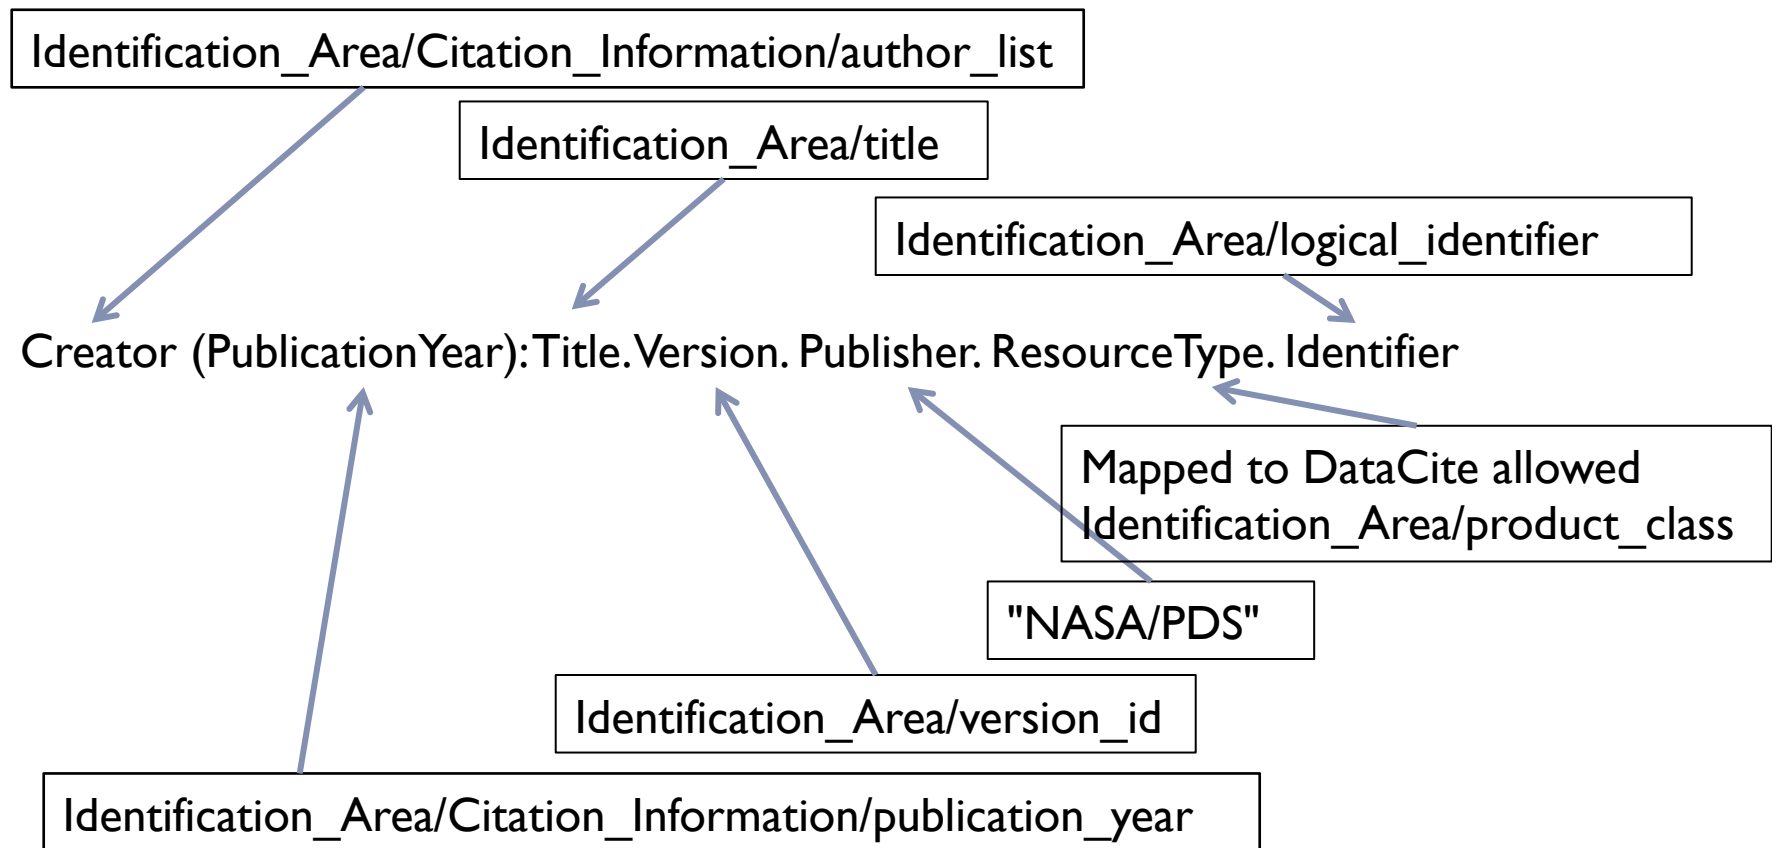 Identification_Area/Citation_Information/author_list
Identification_Area/title
Identification_Area/logical_identifier
Creator (PublicationYear): Title. Version. Publisher. ResourceType. Identifier
Mapped to DataCite allowed
Identification_Area/product_class
"NASA/PDS"
Identification_Area/version_id
Identification_Area/Citation_Information/publication_year